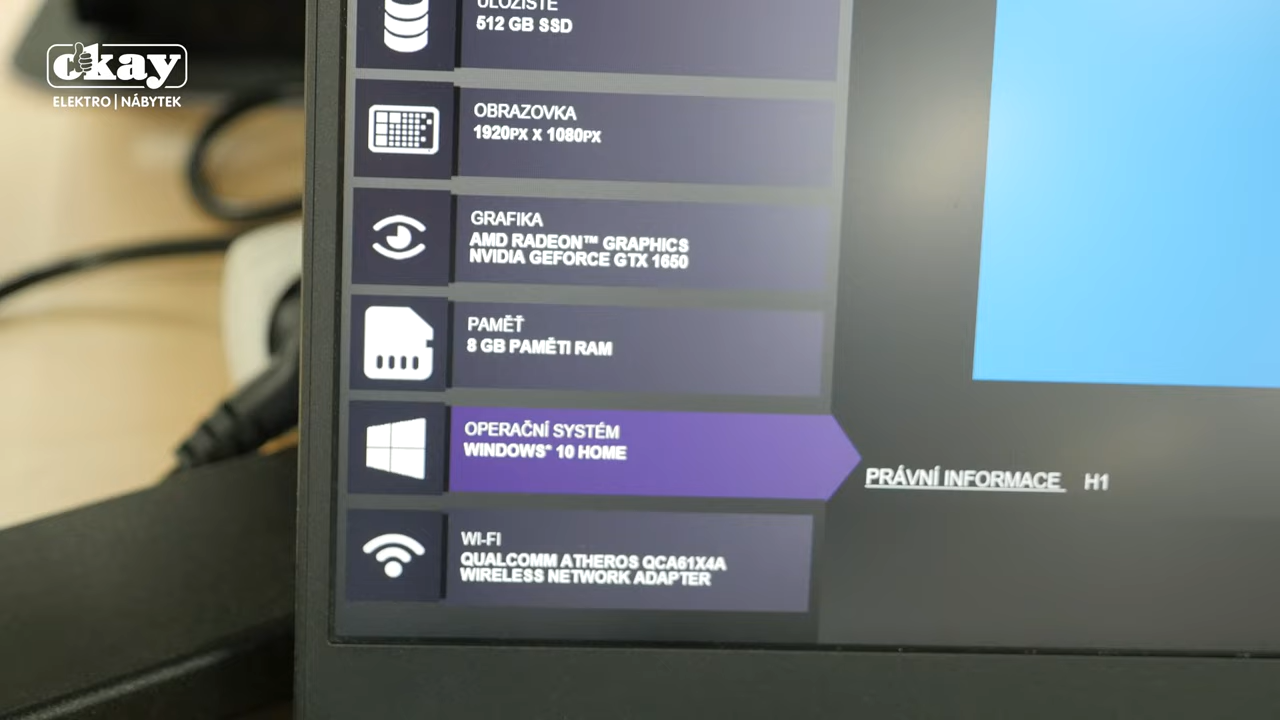 okay
ELEKTRO | NÁBYTEK
ÚLOŽIŠTĚ
512 GB SSD
OBRAZOVKA
1920PX X 1080PX
GRAFIKA
AMD RADEON™ GRAPHICS
NVIDIA GEFORCE GTX 1650
PAMĚŤ
8 GB PAMĚTI RAM
OPERAČNÍ SYSTÉM
WINDOWS® 10 HOME
PRÁVNÍ INFORMACE H1
WI-FI
QUALCOMM ATHEROS QCA61X4A
WIRELESS NETWORK ADAPTER